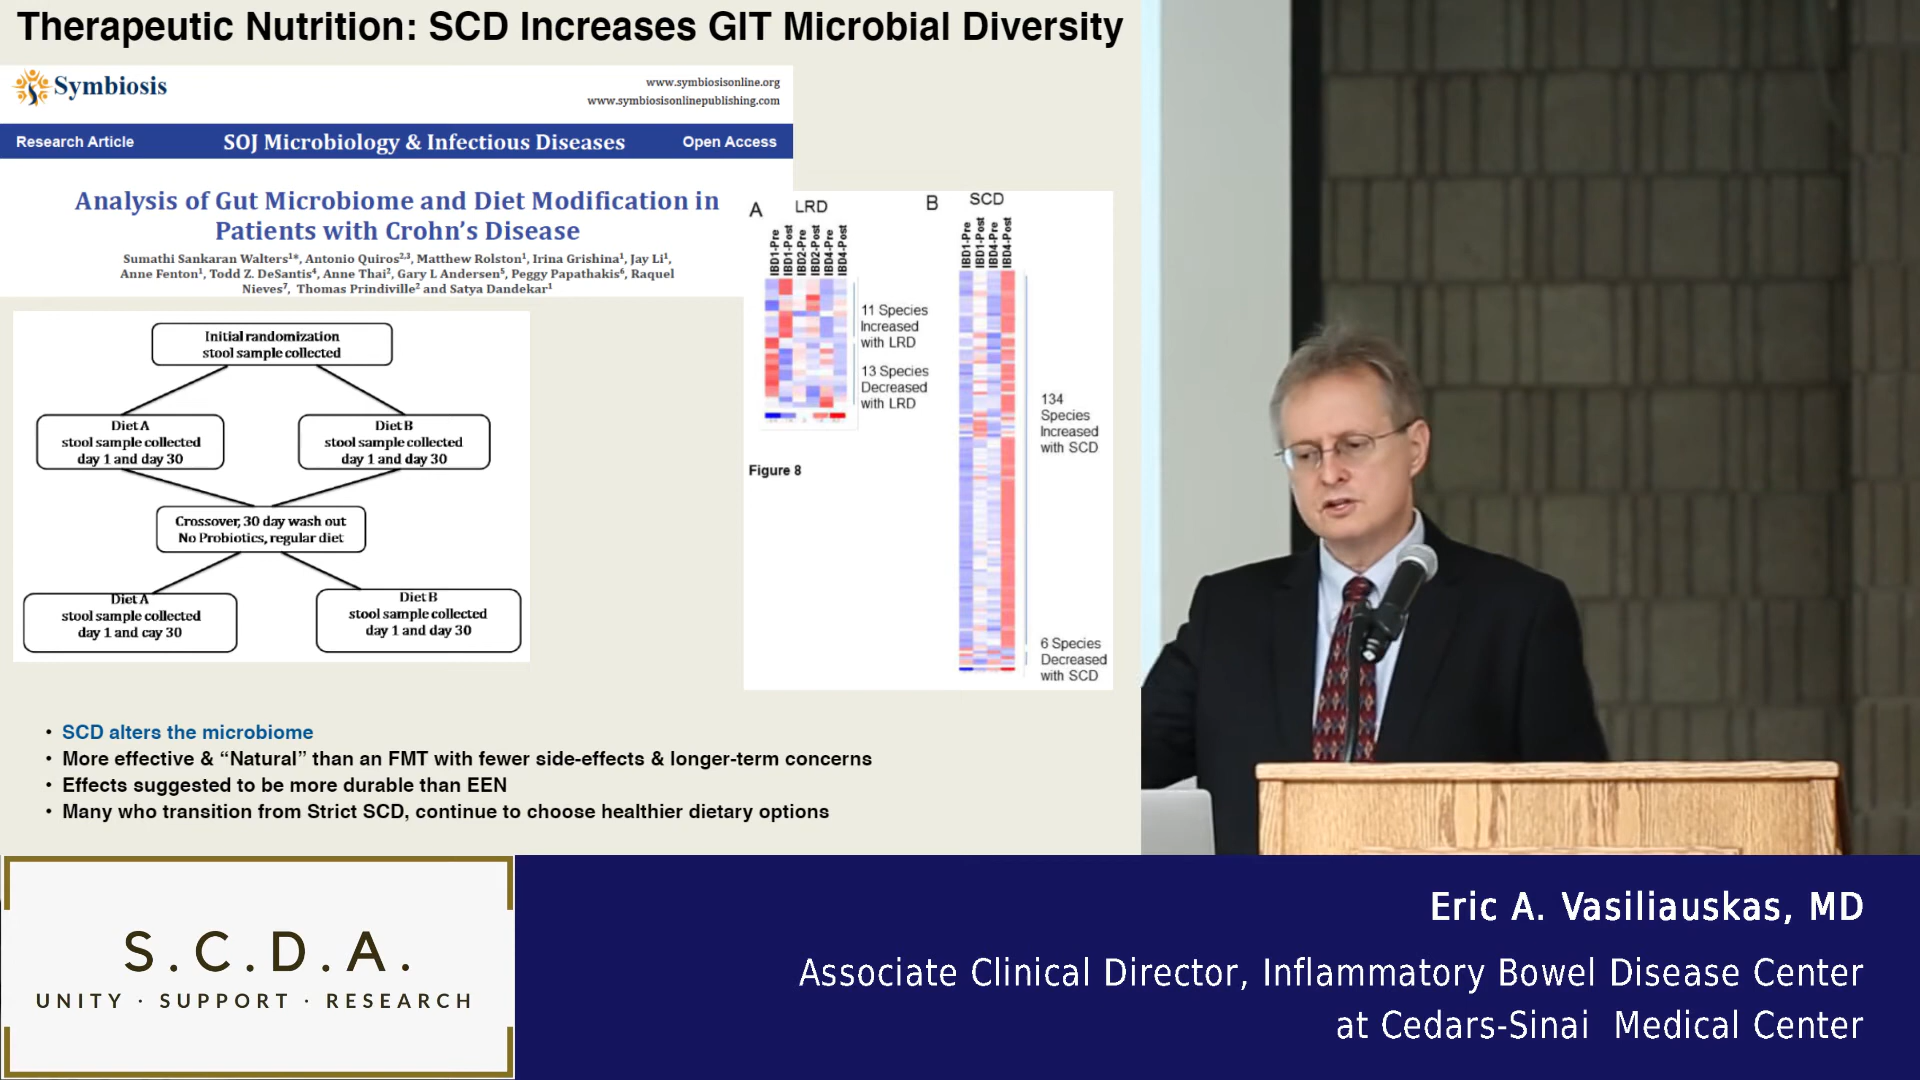 Therapeutic Nutrition: SCD Increases GIT Microbial Diversity
Symbiosis
www.symbiosisonline.org
www.symbiosisonlinepublishing.com
Research Article
SOJ Microbiology & Infectious Diseases
Open Access
Analysis of Gut Microbiome and Diet Modification in
Patients with Crohn's Disease
Sumathi Sankaran Walters¹*, Antonio Quiros²,³, Matthew Rolston¹, Irina Grishina¹, Jay Li¹,
Anne Fenton¹, Todd Z. DeSantis⁴, Anne Thai², Gary L Andersen⁵, Peggy Papathakis⁶, Raquel
Nieves⁷, Thomas Prindiville² and Satya Dandekar¹
Initial randomization
stool sample collected
Diet A
stool sample collected
day 1 and day 30
Diet B
stool sample collected
day 1 and day 30
Crossover, 30 day wash out
No Probiotics, regular diet
Diet A
stool sample collected
day 1 and cay 30
Diet B
stool sample collected
day 1 and day 30
A
LRD
IBD1-Pre
IBD1-Post
IBD2-Pre
IBD2-Post
IBD4-Pre
IBD4-Post
11 Species
Increased
with LRD
13 Species
Decreased
with LRD
Figure 8
B
SCD
IBD1-Pre
IBD1-Post
IBD4-Pre
IBD4-Post
134
Species
Increased
with SCD
6 Species
Decreased
with SCD
• SCD alters the microbiome
• More effective & “Natural” than an FMT with fewer side-effects & longer-term concerns
• Effects suggested to be more durable than EEN
• Many who transition from Strict SCD, continue to choose healthier dietary options
S.C.D.A.
UNITY · SUPPORT · RESEARCH
Eric A. Vasiliauskas, MD
Associate Clinical Director, Inflammatory Bowel Disease Center
at Cedars-Sinai Medical Center